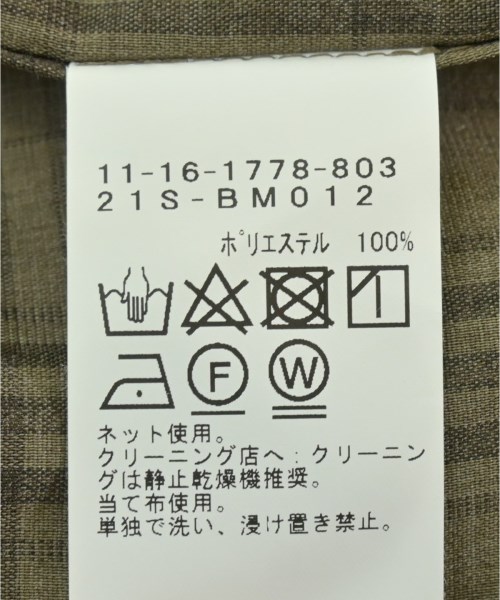 11-16-1778-803
21S-BM012
ポリエステル 100%
F W
ネット使用。
クリーニング店へ：クリーニン
グは静止乾燥機推奨。
当て布使用。
単独で洗い、浸け置き禁止。